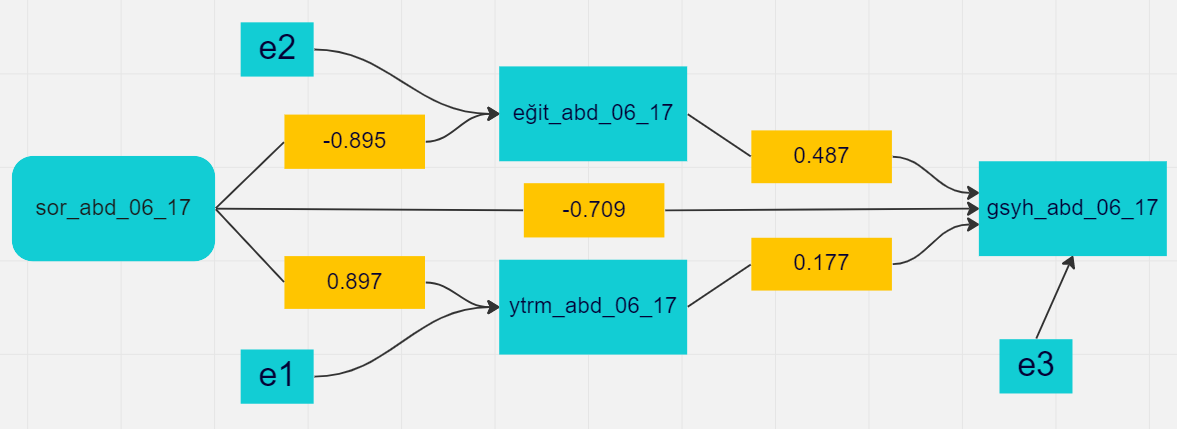 e2
eğit_abd_06_17
-0.895
0.487
sor_abd_06_17
-0.709
gsyh_abd_06_17
0.897
0.177
ytrm_abd_06_17
e1
e3